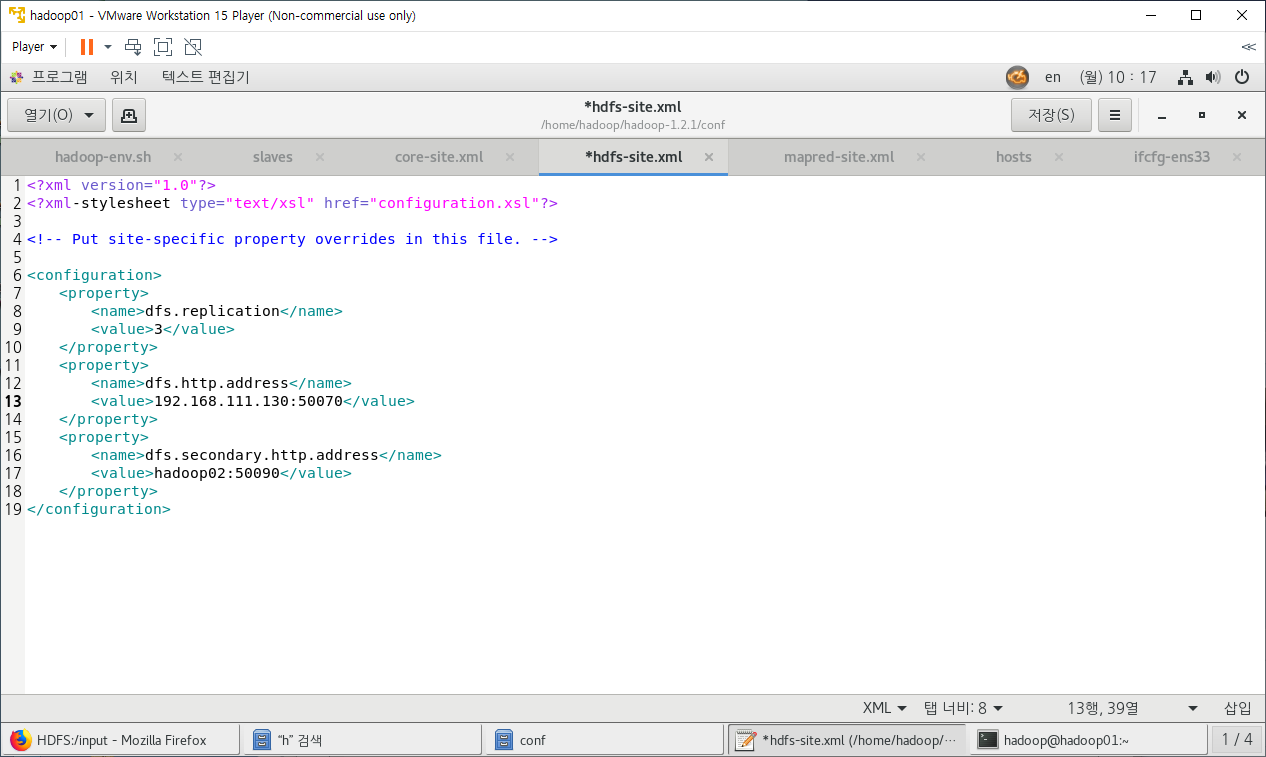 hadoop01 - VMware Workstation 15 Player (Non-commercial use only)
Player
프로그램 위치 텍스트 편집기 en (월) 10 : 17
열기(O) *hdfs-site.xml 저장(S)
/home/hadoop/hadoop-1.2.1/conf
hadoop-env.sh slaves core-site.xml *hdfs-site.xml mapred-site.xml hosts ifcfg-ens33
1 <?xml version="1.0"?>
2 <?xml-stylesheet type="text/xsl" href="configuration.xsl"?>
3
4 <!-- Put site-specific property overrides in this file. -->
5
6 <configuration>
7     <property>
8         <name>dfs.replication</name>
9         <value>3</value>
10     </property>
11     <property>
12         <name>dfs.http.address</name>
13         <value>192.168.111.130:50070</value>
14     </property>
15     <property>
16         <name>dfs.secondary.http.address</name>
17         <value>hadoop02:50090</value>
18     </property>
19 </configuration>
XML 탭 너비: 8 13행, 39열 삽입
HDFS:/input - Mozilla Firefox "h" 검색 conf *hdfs-site.xml (/home/hadoop/… hadoop@hadoop01:~ 1 / 4